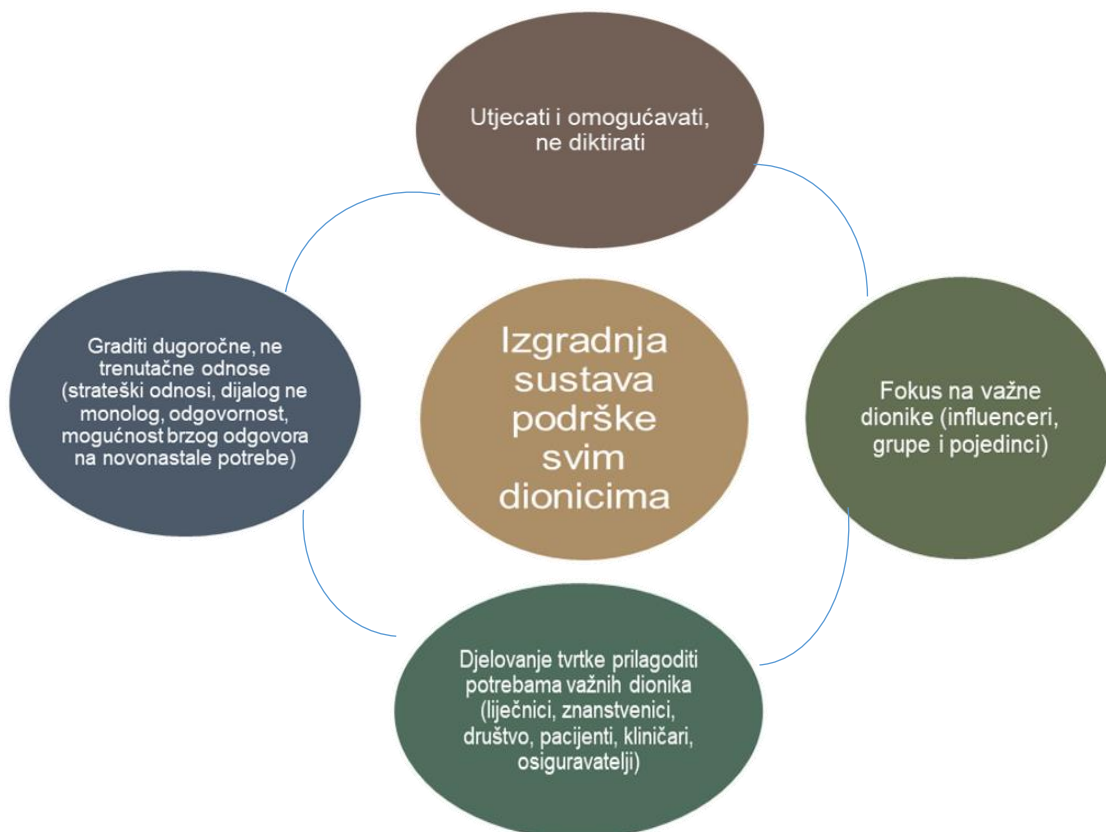 Utjecati i omogućavati,
ne diktirati
Graditi dugoročne, ne
trenutačne odnose
(strateški odnosi, dijalog ne
monolog, odgovornost,
mogućnost brzog odgovora
na novonastale potrebe)
Izgradnja
sustava
podrške
svim
dionicima
Fokus na važne
dionike (influenceri,
grupe i pojedinci)
Djelovanje tvrtke prilagoditi
potrebama važnih dionika
(liječnici, znanstvenici,
društvo, pacijenti, kliničari,
osiguravatelji)